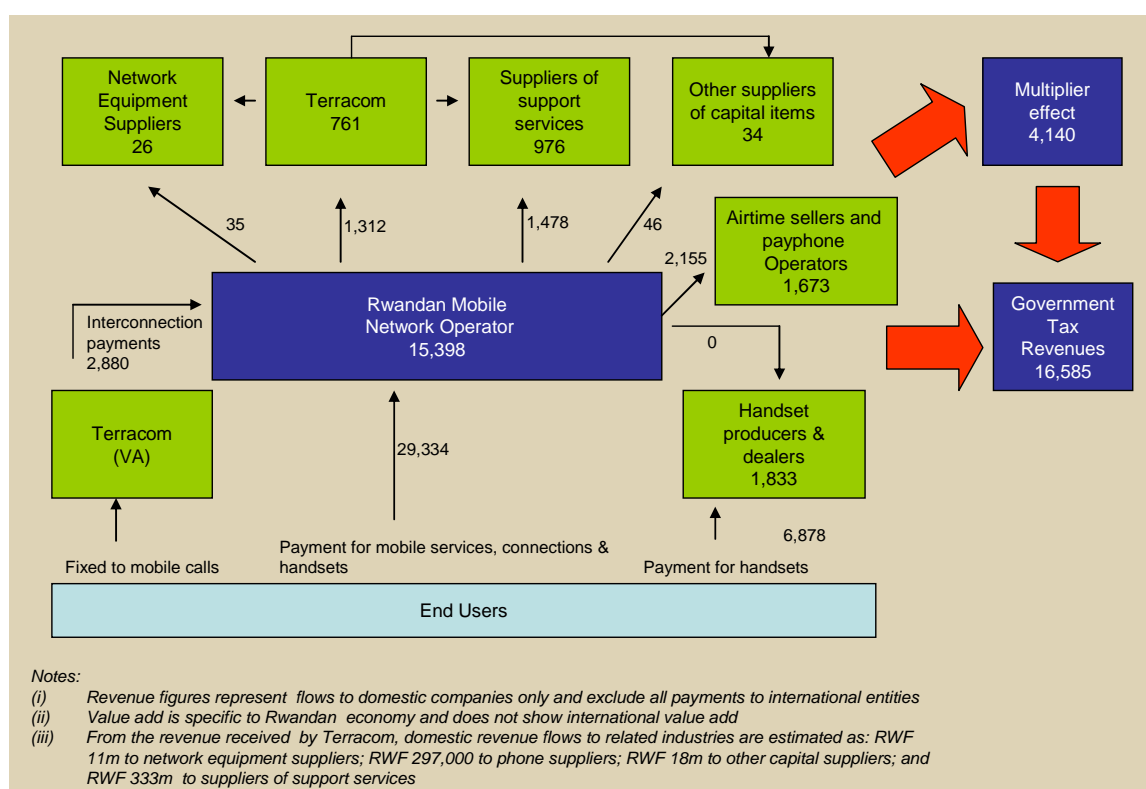 Network
Equipment
Suppliers
26
Terracom
761
Suppliers of
support
services
976
Other suppliers
of capital items
34
Multiplier
effect
4,140
35
1,312
1,478
46
2,155
Airtime sellers and
payphone
Operators
1,673
Interconnection
payments
2,880
Rwandan Mobile
Network Operator
15,398
0
Government
Tax
Revenues
16,585
Terracom
(VA)
29,334
Handset
producers &
dealers
1,833
6,878
Fixed to mobile calls
Payment for mobile services, connections &
handsets
Payment for handsets
End Users
Notes:
(i) Revenue figures represent flows to domestic companies only and exclude all payments to international entities
(ii) Value add is specific to Rwandan economy and does not show international value add
(iii) From the revenue received by Terracom, domestic revenue flows to related industries are estimated as: RWF
11m to network equipment suppliers; RWF 297,000 to phone suppliers; RWF 18m to other capital suppliers; and
RWF 333m to suppliers of support services